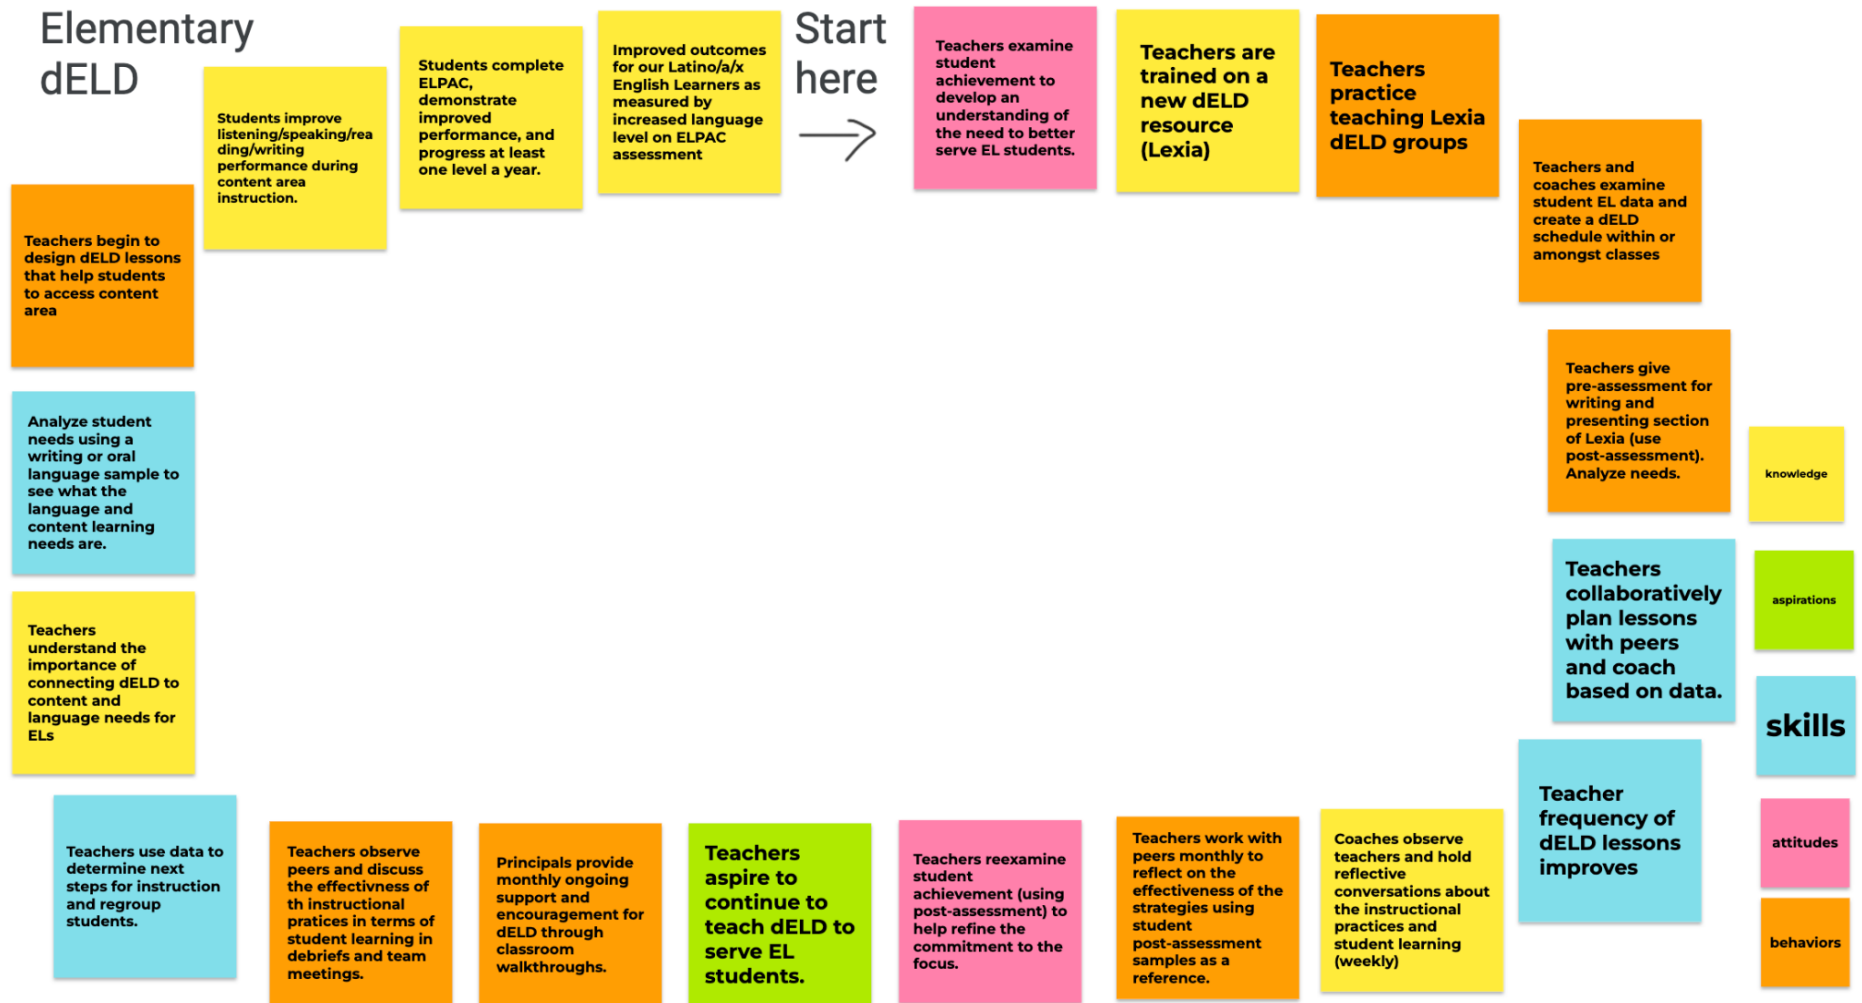 Elementary
dELD
Start
here
Teachers examine
student
achievement to
develop an
understanding of
the need to better
serve EL students.
Teachers are
trained on a
new dELD
resource
(Lexia)
Teachers
practice
teaching Lexia
dELD groups
Teachers and
coaches examine
student EL data and
create a dELD
schedule within or
amongst classes
Teachers give
pre-assessment for
writing and
presenting section
of Lexia (use
post-assessment).
Analyze needs.
Teachers
collaboratively
plan lessons
with peers
and coach
based on data.
Teacher
frequency of
dELD lessons
improves
Coaches observe
teachers and hold
reflective
conversations about
the instructional
practices and
student learning
(weekly)
Teachers work with
peers monthly to
reflect on the
effectiveness of the
strategies using
student
post-assessment
samples as a
reference.
Teachers reexamine
student
achievement (using
post-assessment) to
help refine the
commitment to the
focus.
Teachers
aspire to
continue to
teach dELD to
serve EL
students.
Principals provide
monthly ongoing
support and
encouragement for
dELD through
classroom
walkthroughs.
Teachers observe
peers and discuss
the effectivness of
th instructional
pratices in terms of
student learning in
debriefs and team
meetings.
Teachers use data to
determine next
steps for instruction
and regroup
students.
Teachers
understand the
importance of
connecting dELD to
content and
language needs for
ELs
Analyze student
needs using a
writing or oral
language sample to
see what the
language and
content learning
needs are.
Teachers begin to
design dELD lessons
that help students
to access content
area
Students improve
listening/speaking/rea
ding/writing
performance during
content area
instruction.
Students complete
ELPAC,
demonstrate
improved
performance, and
progress at least
one level a year.
Improved outcomes
for our Latino/a/x
English Learners as
measured by
increased language
level on ELPAC
assessment
knowledge
aspirations
skills
attitudes
behaviors